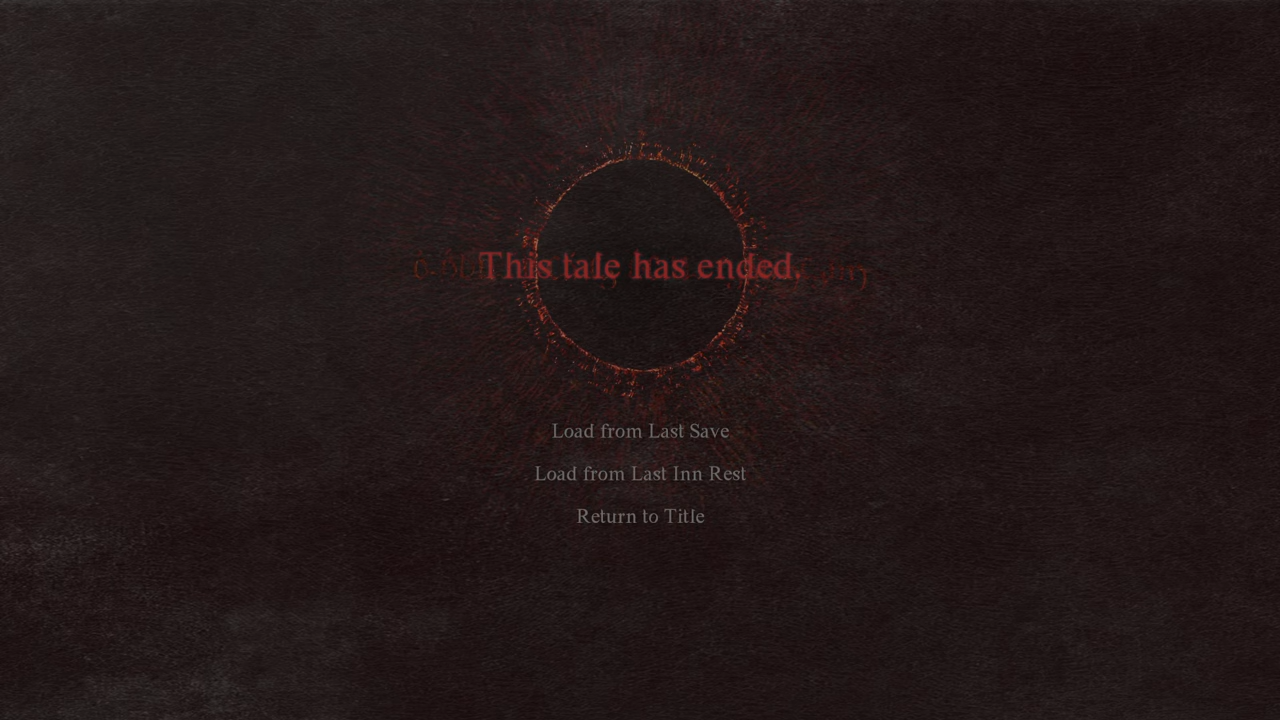 This tale has ended.
Load from Last Save
Load from Last Inn Rest
Return to Title